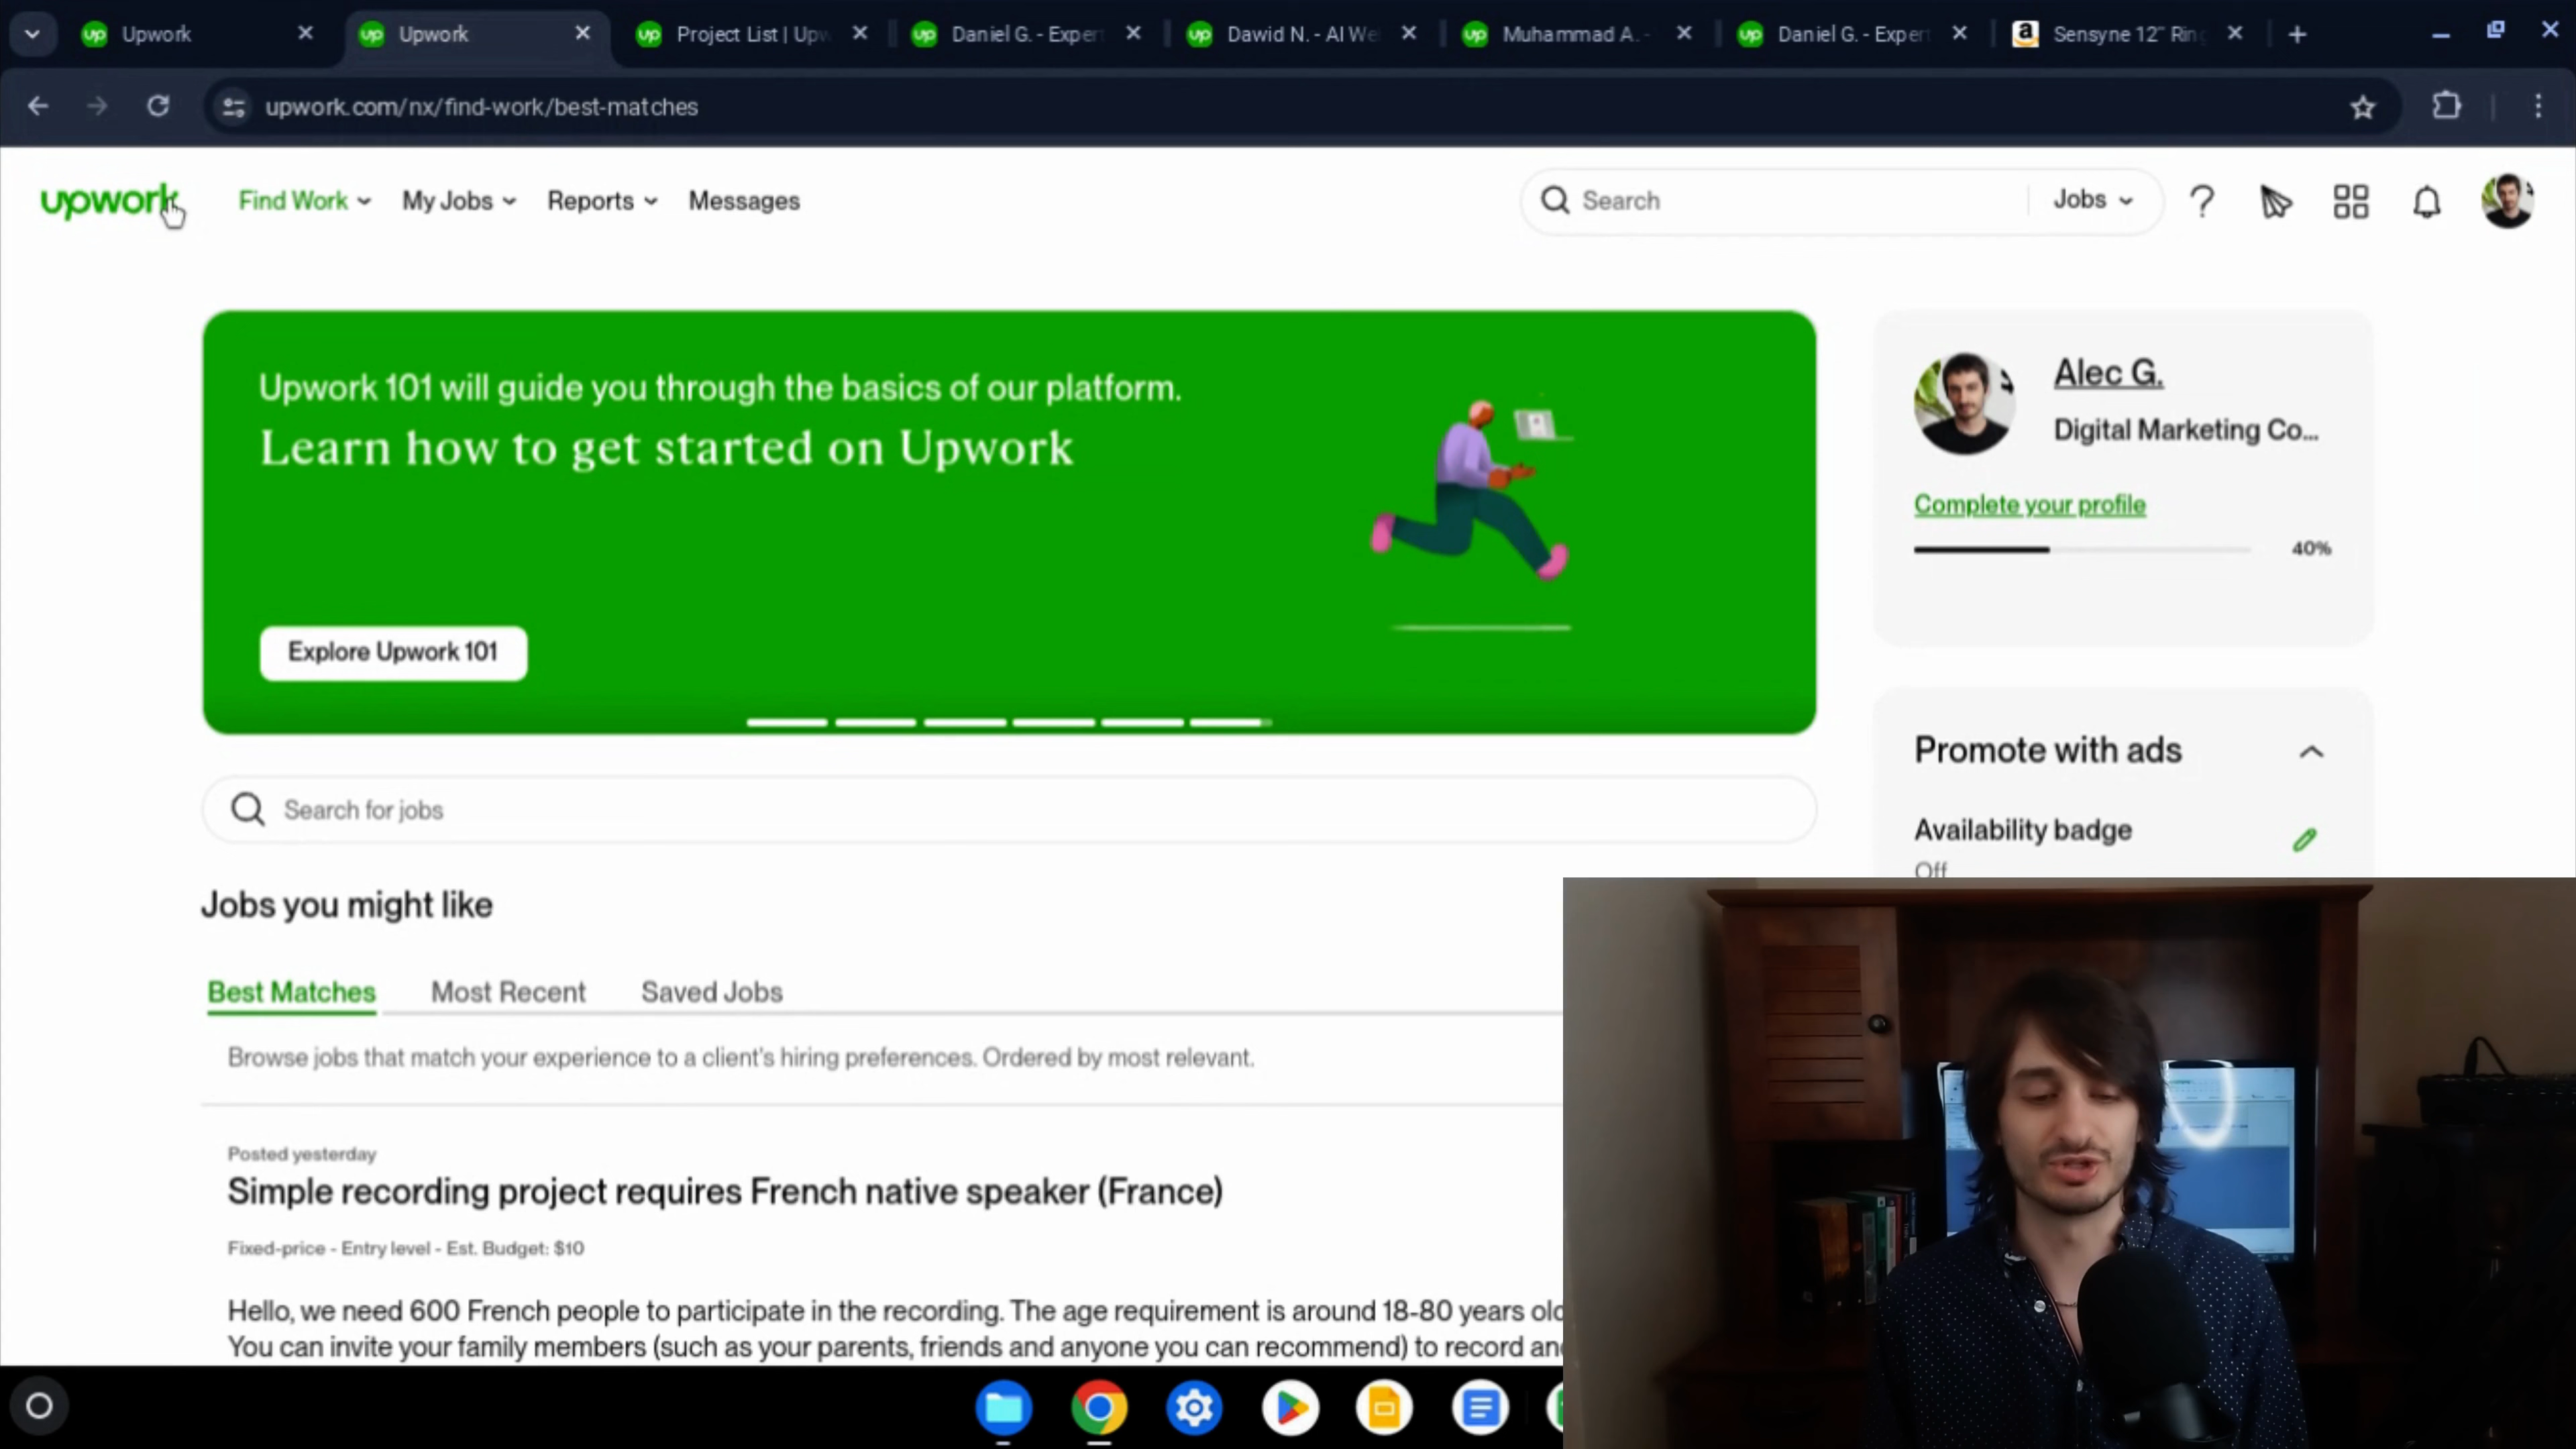 Upwork
Upwork
Project List | Upw
Daniel G. - Expert
Dawid N. - AI We
Muhammad A. -
Daniel G. - Expert
Sensyne 12" Rin
upwork.com/nx/find-work/best-matches
upwork
Find Work
My Jobs
Reports
Messages
Search
Jobs
Upwork 101 will guide you through the basics of our platform.
Learn how to get started on Upwork
Explore Upwork 101
Alec G.
Digital Marketing Co...
Complete your profile
40%
Promote with ads
Availability badge
Off
Search for jobs
Jobs you might like
Best Matches
Most Recent
Saved Jobs
Browse jobs that match your experience to a client's hiring preferences. Ordered by most relevant.
Posted yesterday
Simple recording project requires French native speaker (France)
Fixed-price - Entry level - Est. Budget: $10
Hello, we need 600 French people to participate in the recording. The age requirement is around 18-80 years old
You can invite your family members (such as your parents, friends and anyone you can recommend) to record an